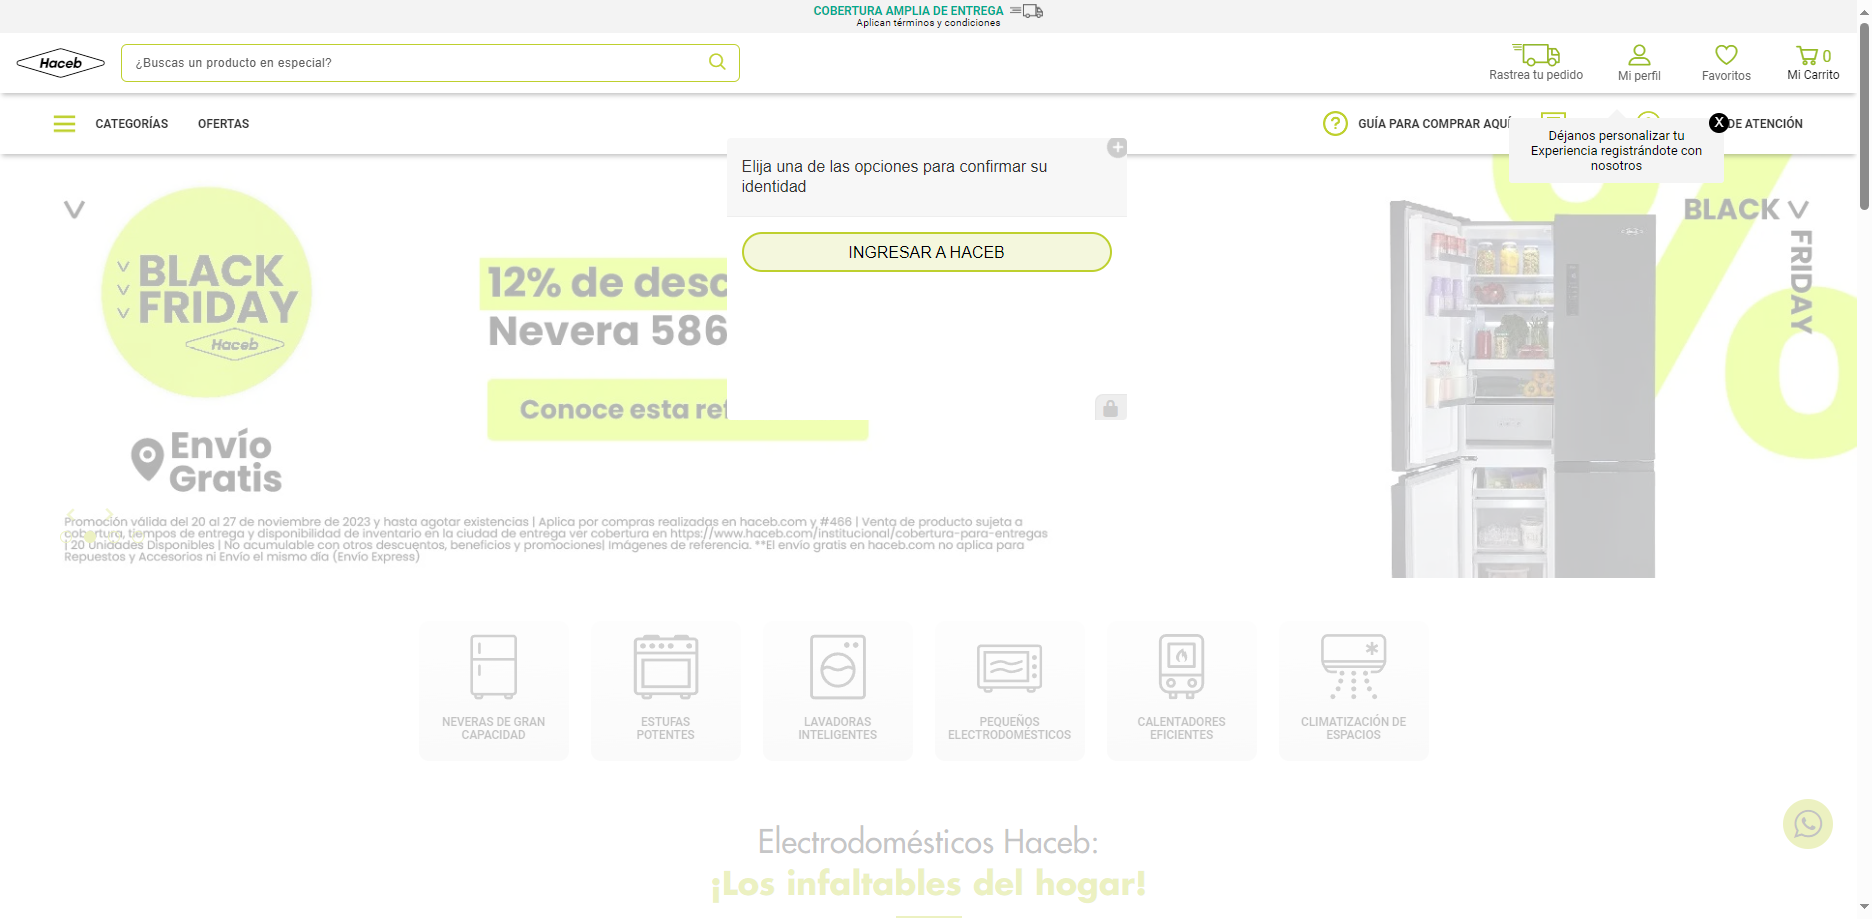 COBERTURA AMPLIA DE ENTREGA
Aplican términos y condiciones
Haceb
¿Buscas un producto en especial?
Rastrea tu pedido
Mi perfil
Favoritos
0
Mi Carrito
CATEGORÍAS
OFERTAS
GUÍA PARA COMPRAR AQUÍ
DE ATENCIÓN
X
Déjanos personalizar tu
Experiencia registrándote con
nosotros
Elija una de las opciones para confirmar su
identidad
INGRESAR A HACEB
BLACK
FRIDAY
Haceb
Envío
Gratis
12% de desc
Nevera 586
Conoce esta ref
BLACK
FRIDAY
Promoción válida del 20 al 27 de noviembre de 2023 y hasta agotar existencias | Aplica por compras realizadas en haceb.com y #466 | Venta de producto sujeta a
cobertura, tiempos de entrega y disponibilidad de inventario en la ciudad de entrega ver cobertura en https://www.haceb.com/institucional/cobertura-para-entregas
| 20 Unidades Disponibles | No acumulable con otros descuentos, beneficios y promociones| Imágenes de referencia. **El envío gratis en haceb.com no aplica para
Repuestos y Accesorios ni Envío el mismo día (Envío Express)
NEVERAS DE GRAN
CAPACIDAD
ESTUFAS
POTENTES
LAVADORAS
INTELIGENTES
PEQUEÑOS
ELECTRODOMÉSTICOS
CALENTADORES
EFICIENTES
CLIMATIZACIÓN DE
ESPACIOS
Electrodomésticos Haceb:
¡Los infaltables del hogar!